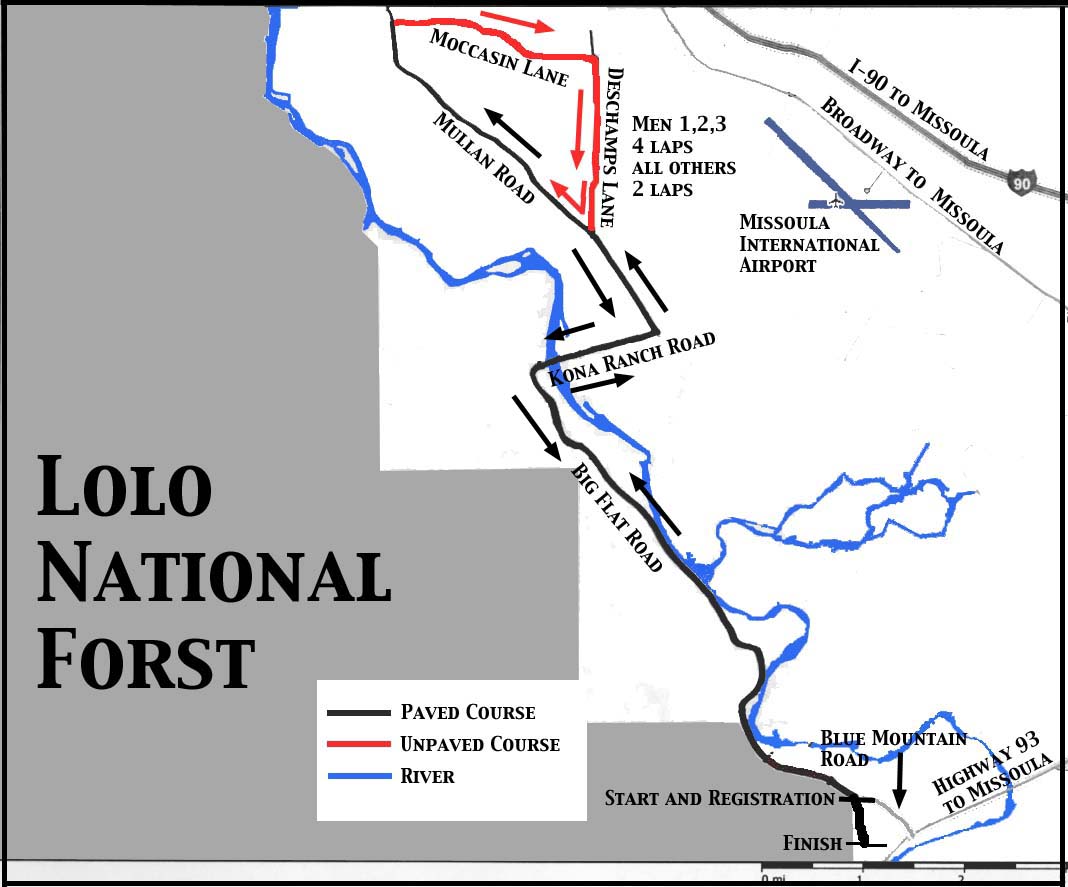 Moccasin Lane
Deschamps Lane
Mullan Road
Men 1,2,3
4 laps
all others
2 laps
I-90 to Missoula
90
Broadway to Missoula
Missoula
International
Airport
Kona Ranch Road
Big Flat Road
Lolo
National
Forst
Paved Course
Unpaved Course
River
Blue Mountain
Road
Highway 93
to Missoula
Start and Registration
Finish
0 mi
1
2